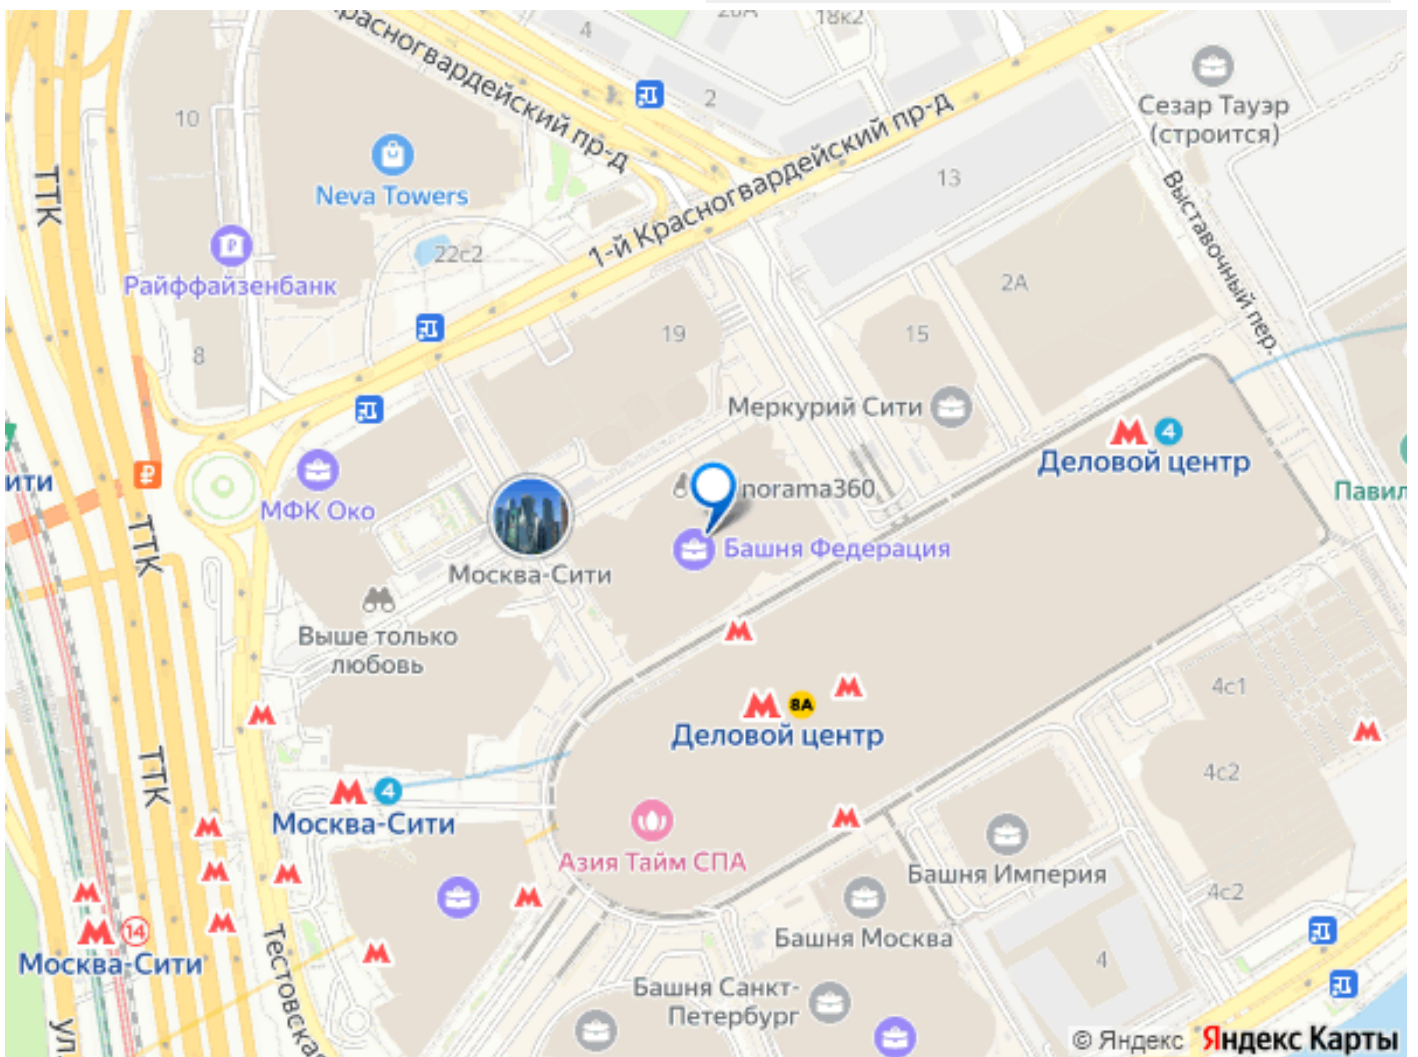 28А
18к2
4
Красногвардейский пр-д
2
1-й Красногвардейский пр-д
Сезар Тауэр
(строится)
10
ТТК
Neva Towers
13
Выставочный пер.
22с2
Райффайзенбанк
2А
19
15
8
Меркурий Сити
4
Деловой центр
ити
МФК Око
norama360
Павил
Башня Федерация
Москва-Сити
ТТК
Выше только
любовь
4с1
8А
Деловой центр
4с2
ТТК
4
Москва-Сити
Азия Тайм СПА
Башня Империя
4с2
14
Москва-Сити
Тестовская
Башня Москва
4
Башня Санкт-
Петербург
ул
© Яндекс Яндекс Карты